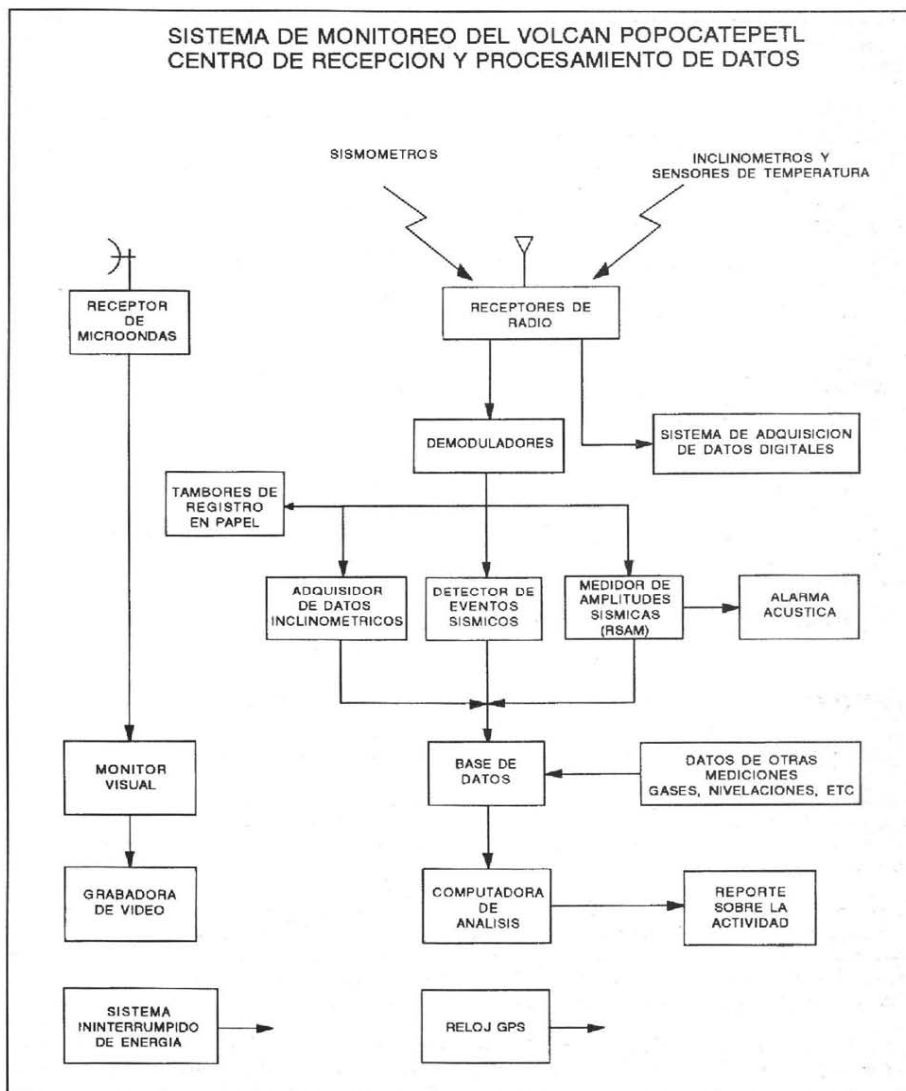 SISTEMA DE MONITOREO DEL VOLCAN POPOCATEPETL
CENTRO DE RECEPCION Y PROCESAMIENTO DE DATOS
SISMOMETROS
INCLINOMETROS Y
SENSORES DE TEMPERATURA
RECEPTOR
DE
MICROONDAS
RECEPTORES DE
RADIO
DEMODULADORES
SISTEMA DE ADQUISICION
DE DATOS DIGITALES
TAMBORES DE
REGISTRO
EN PAPEL
ADQUISIDOR
DE DATOS
INCLINOMETRICOS
DETECTOR DE
EVENTOS
SISMICOS
MEDIDOR DE
AMPLITUDES
SISMICAS
(RSAM)
ALARMA
ACUSTICA
MONITOR
VISUAL
BASE DE
DATOS
DATOS DE OTRAS
MEDICIONES
GASES, NIVELACIONES, ETC
GRABADORA
DE VIDEO
COMPUTADORA
DE
ANALISIS
REPORTE
SOBRE LA
ACTIVIDAD
SISTEMA
ININTERRUMPIDO
DE ENERGIA
RELOJ GPS